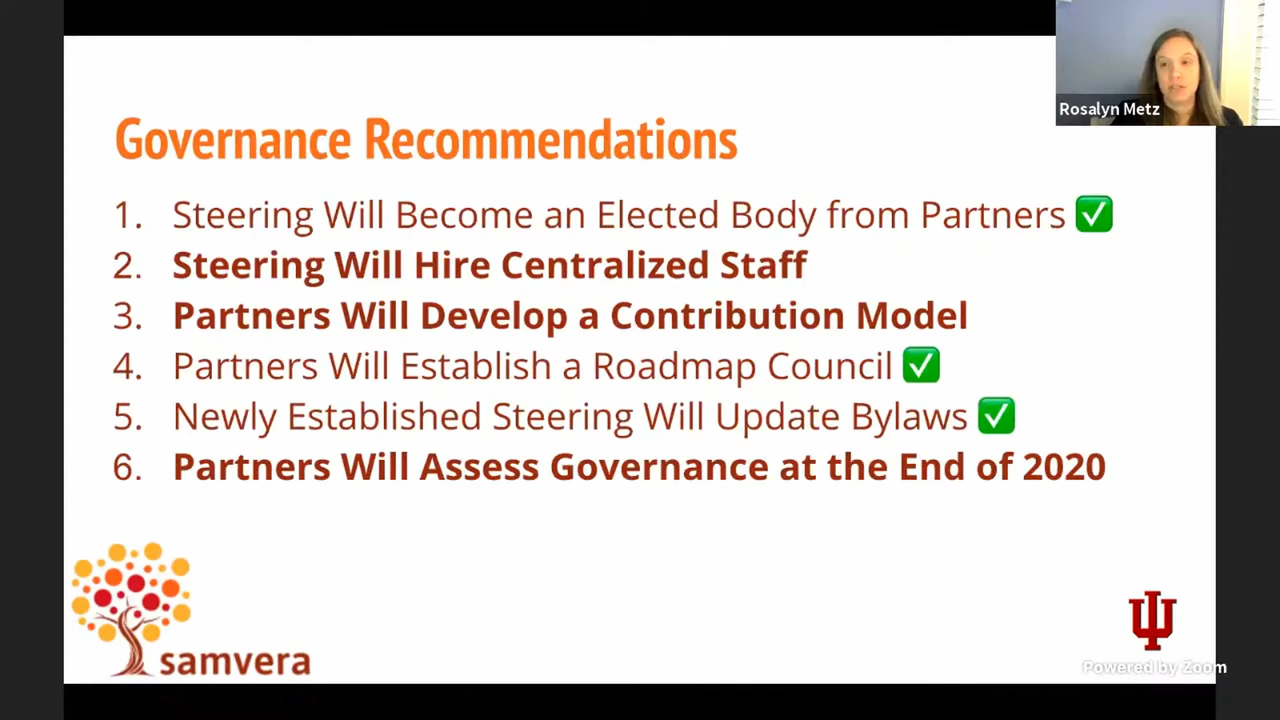 Rosalyn Metz
Governance Recommendations
1. Steering Will Become an Elected Body from Partners ✅
2. Steering Will Hire Centralized Staff
3. Partners Will Develop a Contribution Model
4. Partners Will Establish a Roadmap Council ✅
5. Newly Established Steering Will Update Bylaws ✅
6. Partners Will Assess Governance at the End of 2020
samvera
Powered by Zoom